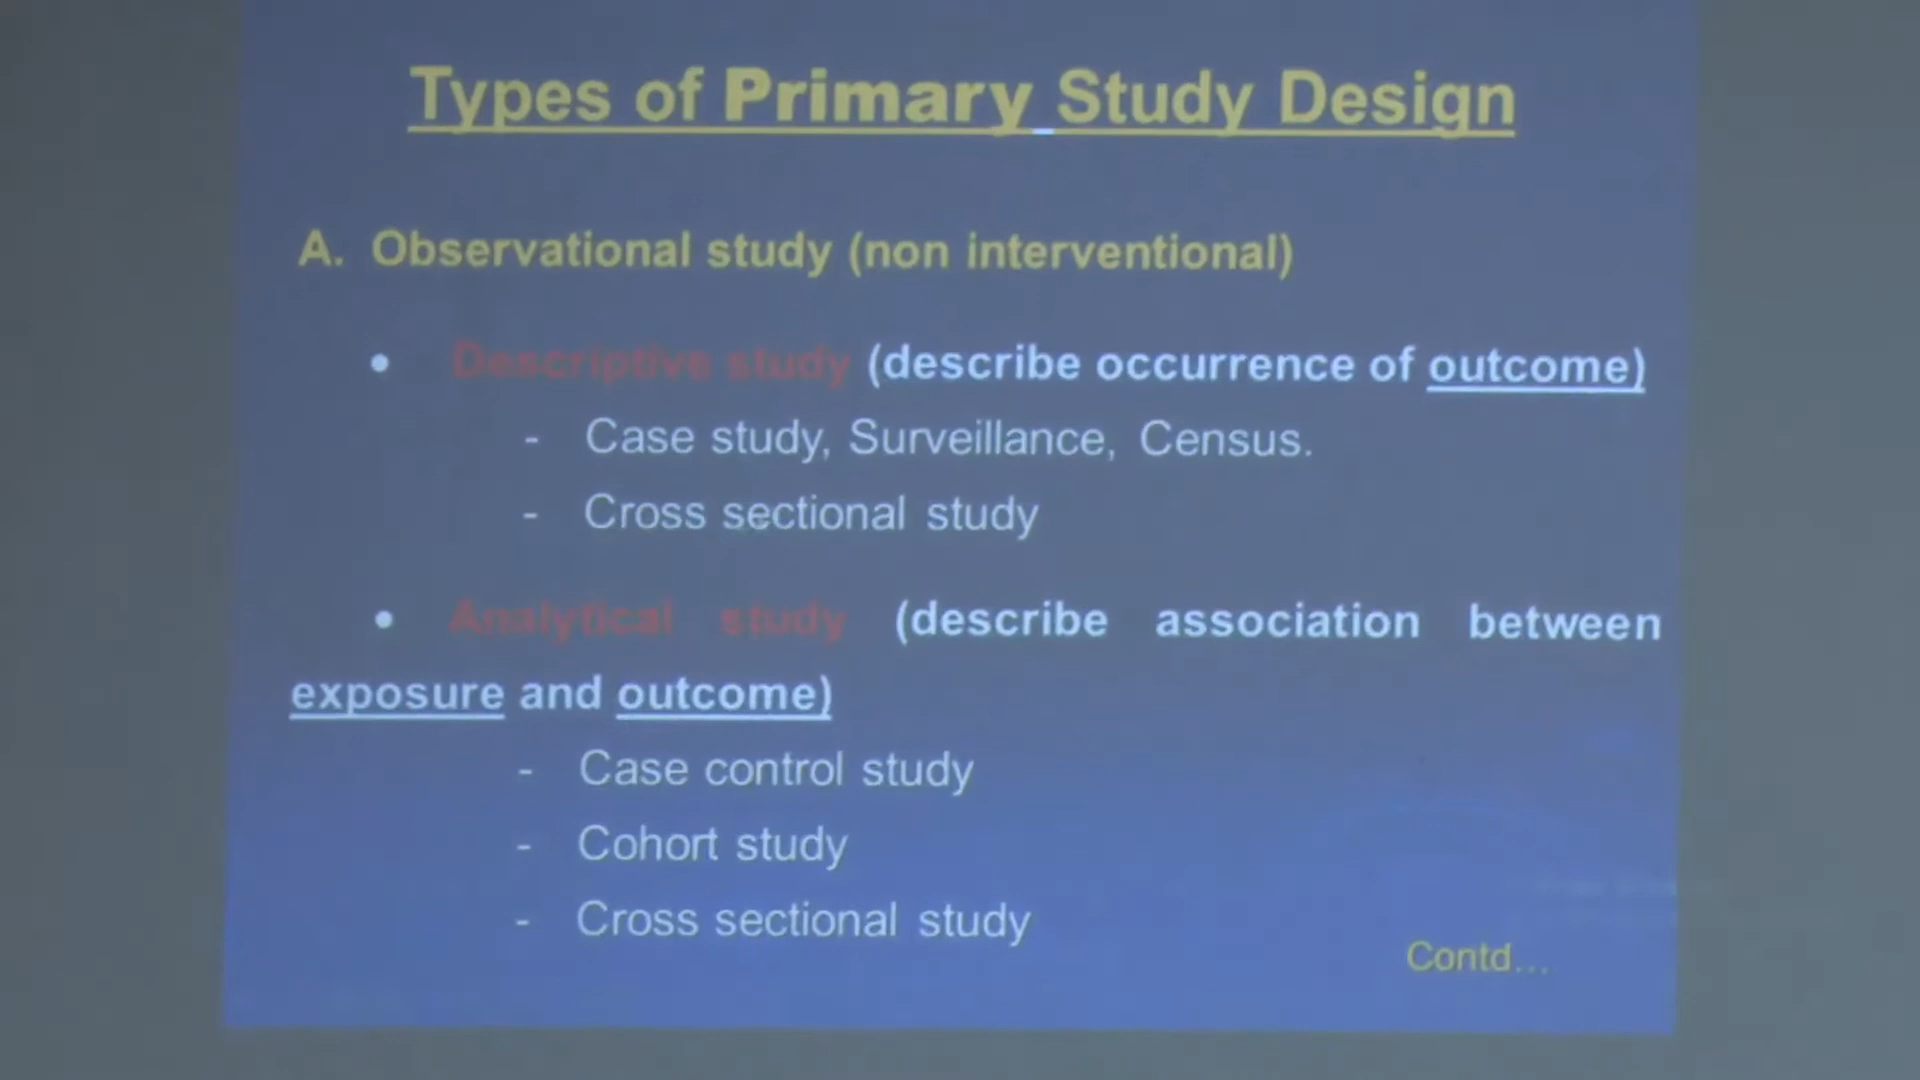 Types of Primary Study Design
A. Observational study (non interventional)
• Descriptive study (describe occurrence of outcome)
- Case study, Surveillance, Census.
- Cross sectional study
• Analytical study (describe association between
exposure and outcome)
- Case control study
- Cohort study
- Cross sectional study
Contd...